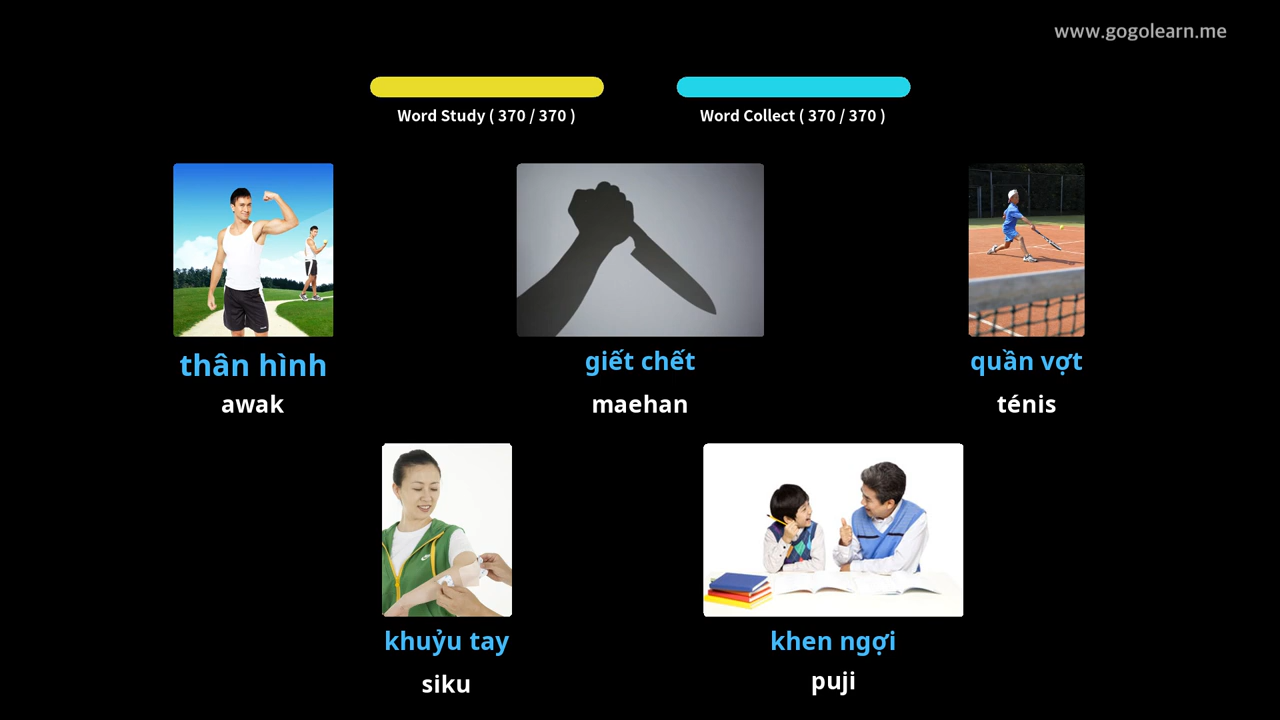 www.gogolearn.me
Word Study ( 370 / 370 )
Word Collect ( 370 / 370 )
thân hình
awak
giết chết
maehan
quần vợt
ténis
khuỷu tay
siku
khen ngợi
puji